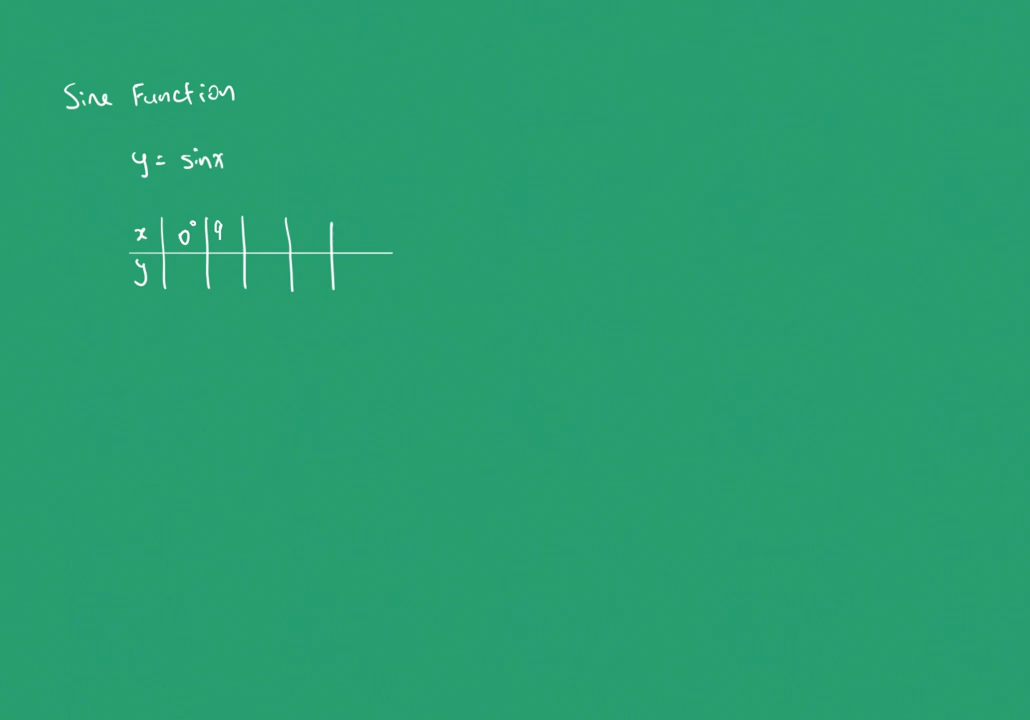 Sine Function
y = sinx
x 0° 9
y